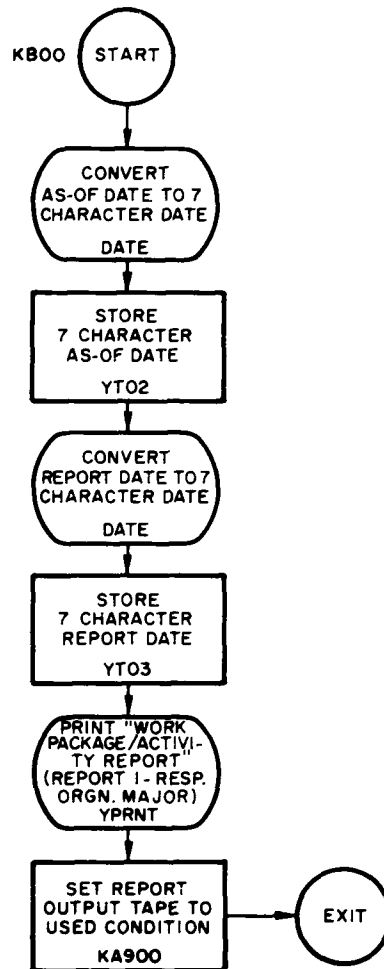 KB00 START
CONVERT
AS-OF DATE TO 7
CHARACTER DATE
DATE
STORE
7 CHARACTER
AS-OF DATE
YT02
CONVERT
REPORT DATE TO 7
CHARACTER DATE
DATE
STORE
7 CHARACTER
REPORT DATE
YT03
PRINT "WORK
PACKAGE/ACTIVI-
TY REPORT"
(REPORT I - RESP.
ORGN. MAJOR)
YPRNT
SET REPORT
OUTPUT TAPE TO
USED CONDITION
KA900
EXIT